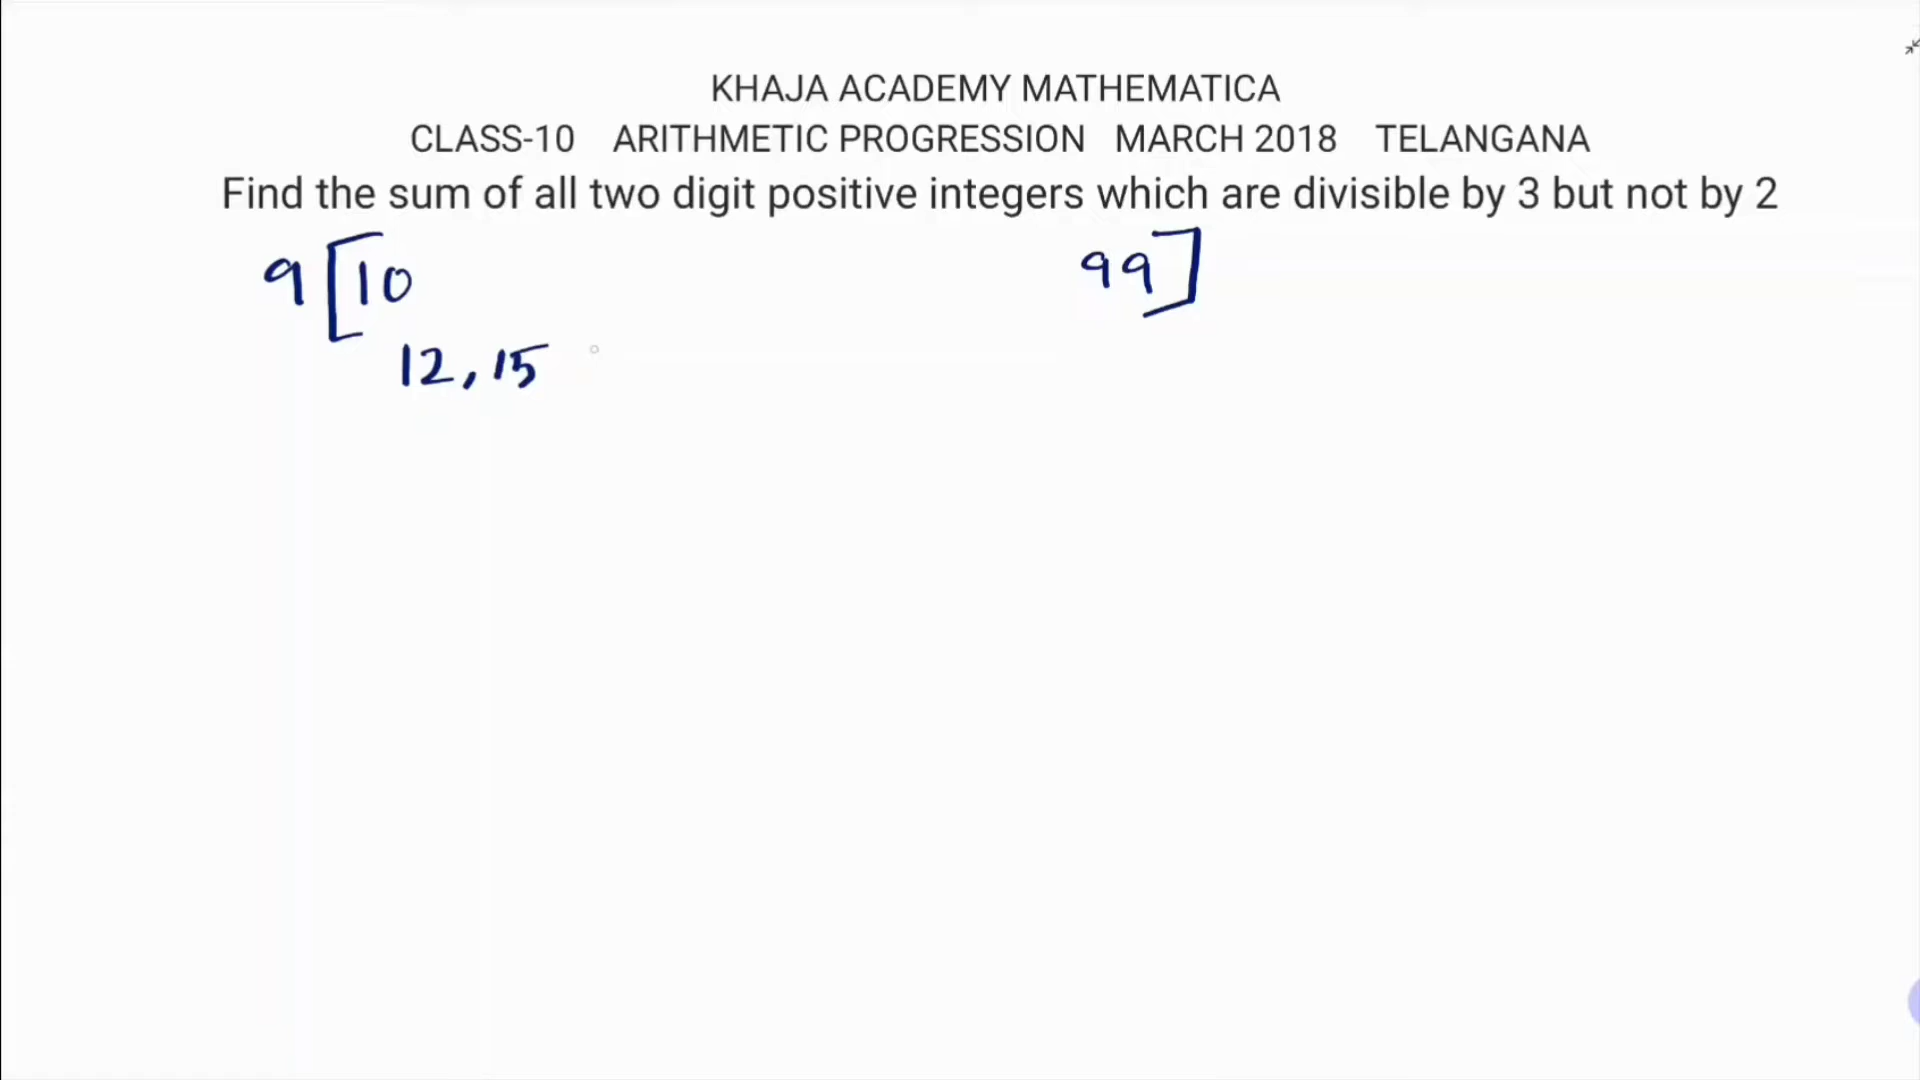 KHAJA ACADEMY MATHEMATICA
CLASS-10 ARITHMETIC PROGRESSION MARCH 2018 TELANGANA
Find the sum of all two digit positive integers which are divisible by 3 but not by 2
9 [10 99]
12, 15